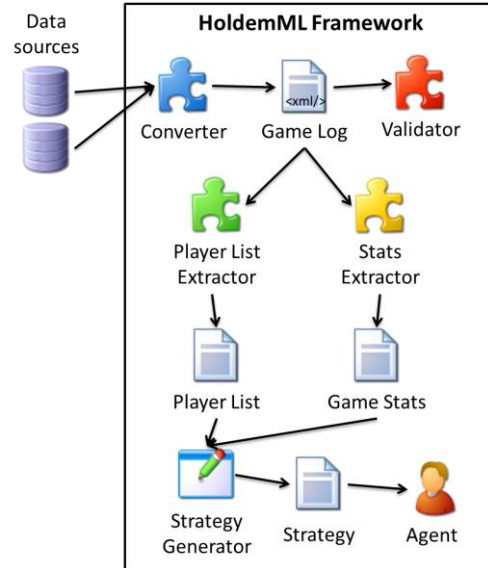 Data
sources
HoldemML Framework
<xml/>
Converter
Game Log
Validator
Player List
Extractor
Stats
Extractor
Player List
Game Stats
Strategy
Generator
Strategy
Agent